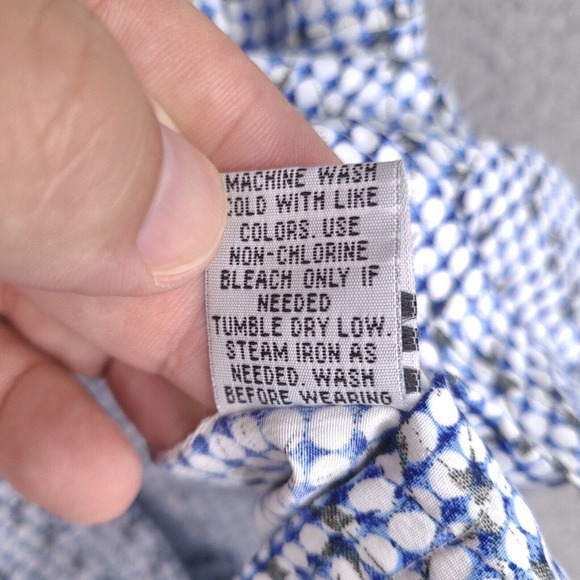 MACHINE WASH
COLD WITH LIKE
COLORS. USE
NON-CHLORINE
BLEACH ONLY IF
NEEDED
TUMBLE DRY LOW.
STEAM IRON AS
NEEDED. WASH
BEFORE WEARING